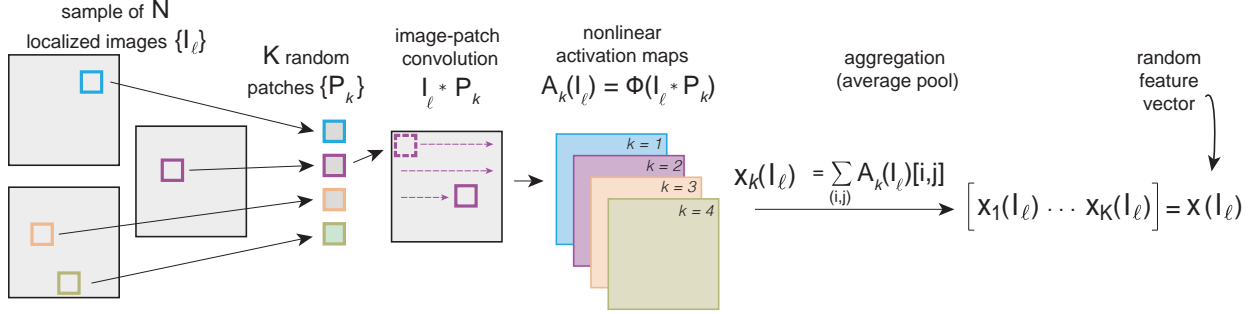 sample of N
localized images {I_ℓ}
K random
patches {P_k}
image-patch
convolution
I_ℓ * P_k
nonlinear
activation maps
A_k(I_ℓ) = Φ(I_ℓ * P_k)
aggregation
(average pool)
random
feature
vector
k = 1
k = 2
k = 3
k = 4
x_k(I_ℓ) = ∑ A_k(I_ℓ)[i,j]
(i,j)
[x_1(I_ℓ) . . . x_K(I_ℓ)] = x(I_ℓ)